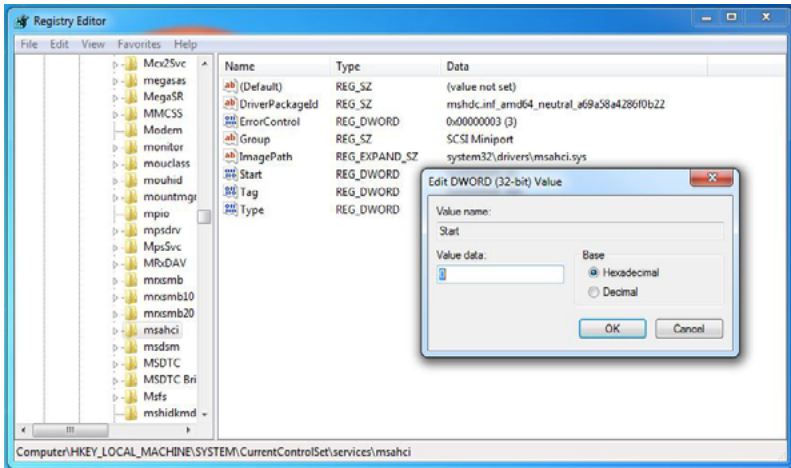 Registry Editor
File Edit View Favorites Help
Mcx2Svc
megasas
MegaSR
MMCSS
Modem
monitor
mouclass
mouhid
mountmgr
mpio
mpsdrv
MpsSvc
MRxDAV
mrxsmb
mrxsmb10
mrxsmb20
msahci
msdsm
MSDTC
MSDTC Bri
Msfs
mshidkmd
Name Type Data
(Default) REG_SZ (value not set)
DriverPackageId REG_SZ mshdc.inf_amd64_neutral_a69a58a4286f0b22
ErrorControl REG_DWORD 0x00000003 (3)
Group REG_SZ SCSI Miniport
ImagePath REG_EXPAND_SZ system32\drivers\msahci.sys
Start REG_DWORD
Tag REG_DWORD
Type REG_DWORD
Edit DWORD (32-bit) Value
Value name:
Start
Value data:
0
Base
Hexadecimal
Decimal
OK Cancel
Computer\HKEY_LOCAL_MACHINE\SYSTEM\CurrentControlSet\services\msahci